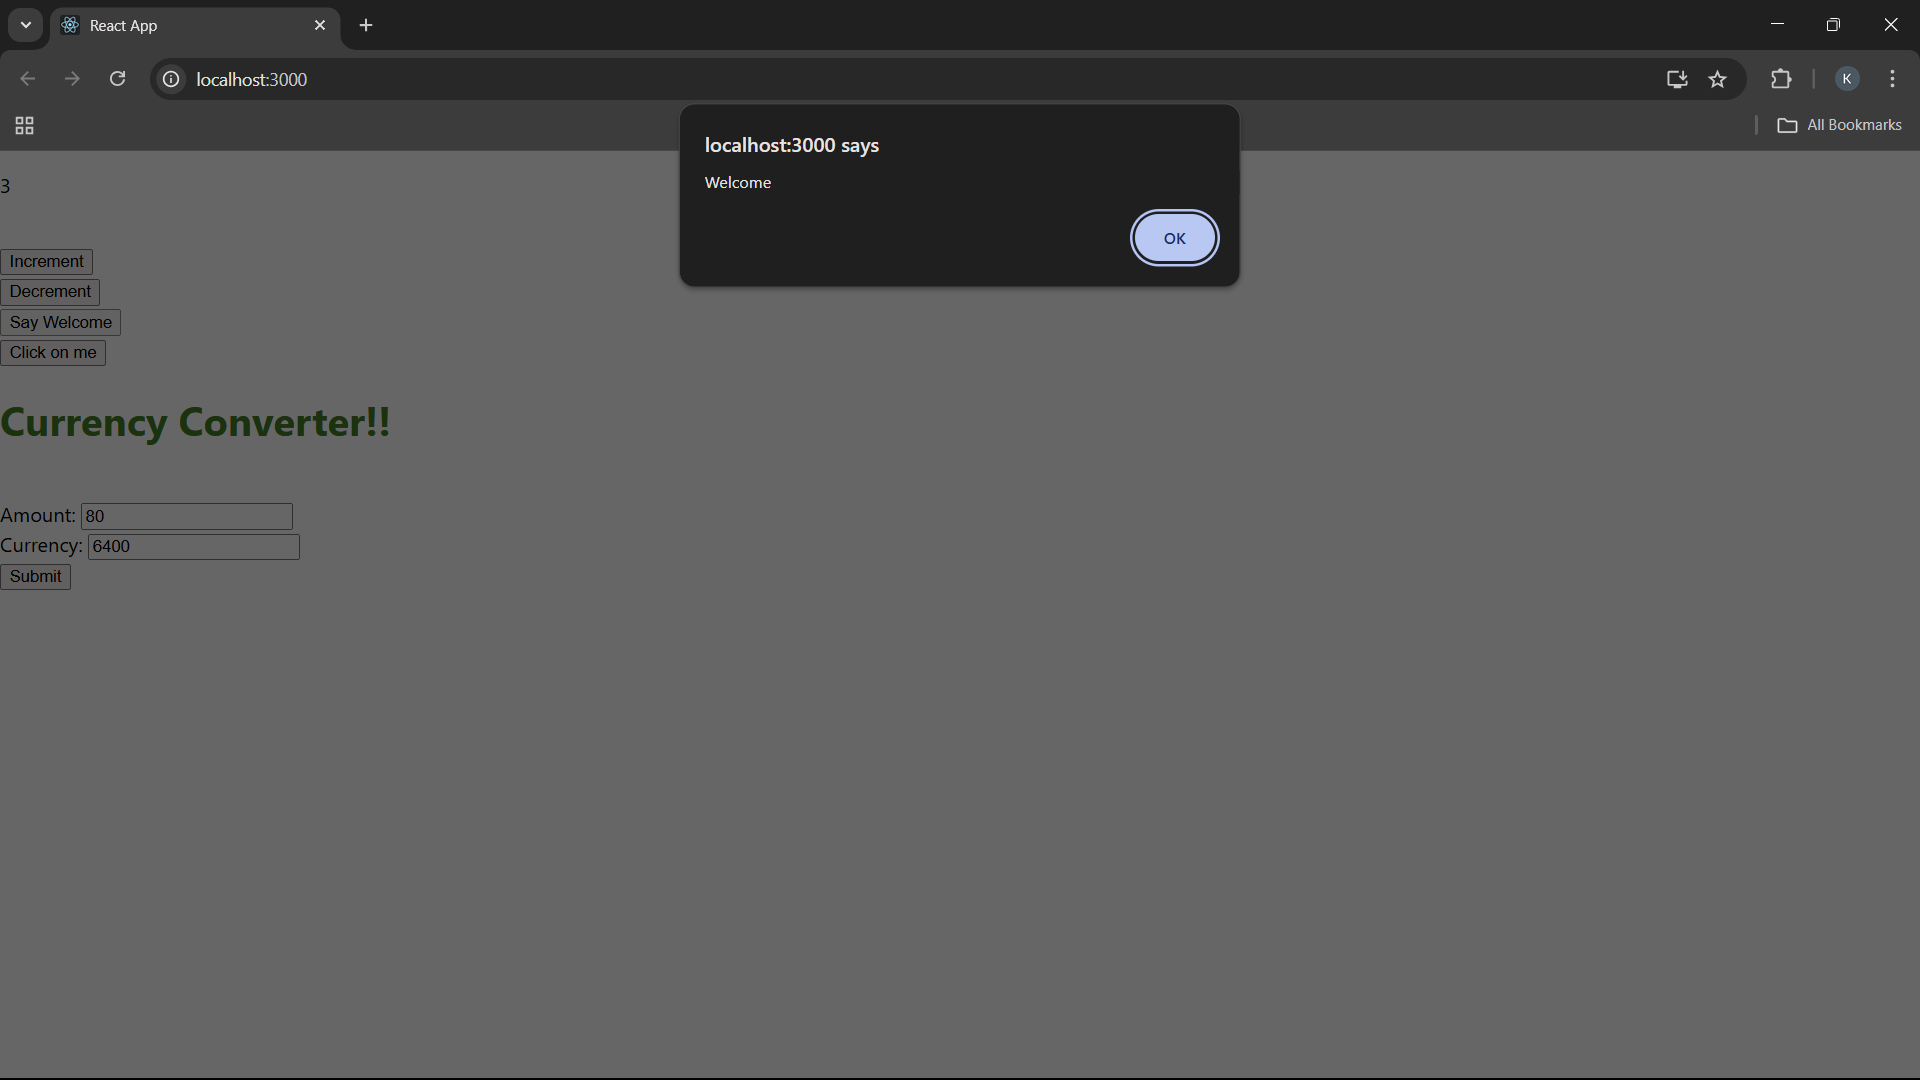 React App
localhost:3000
K
All Bookmarks
localhost:3000 says
Welcome
OK
3
Increment
Decrement
Say Welcome
Click on me
Currency Converter!!
Amount: 80
Currency: 6400
Submit